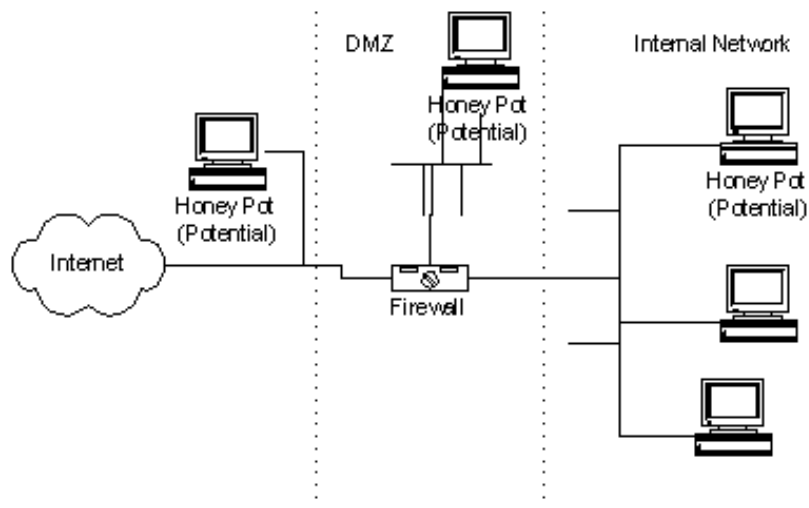 DMZ
Internal Network
Honey Pot
(Potential)
Honey Pot
(Potential)
Honey Pot
(Potential)
Internet
Firewall